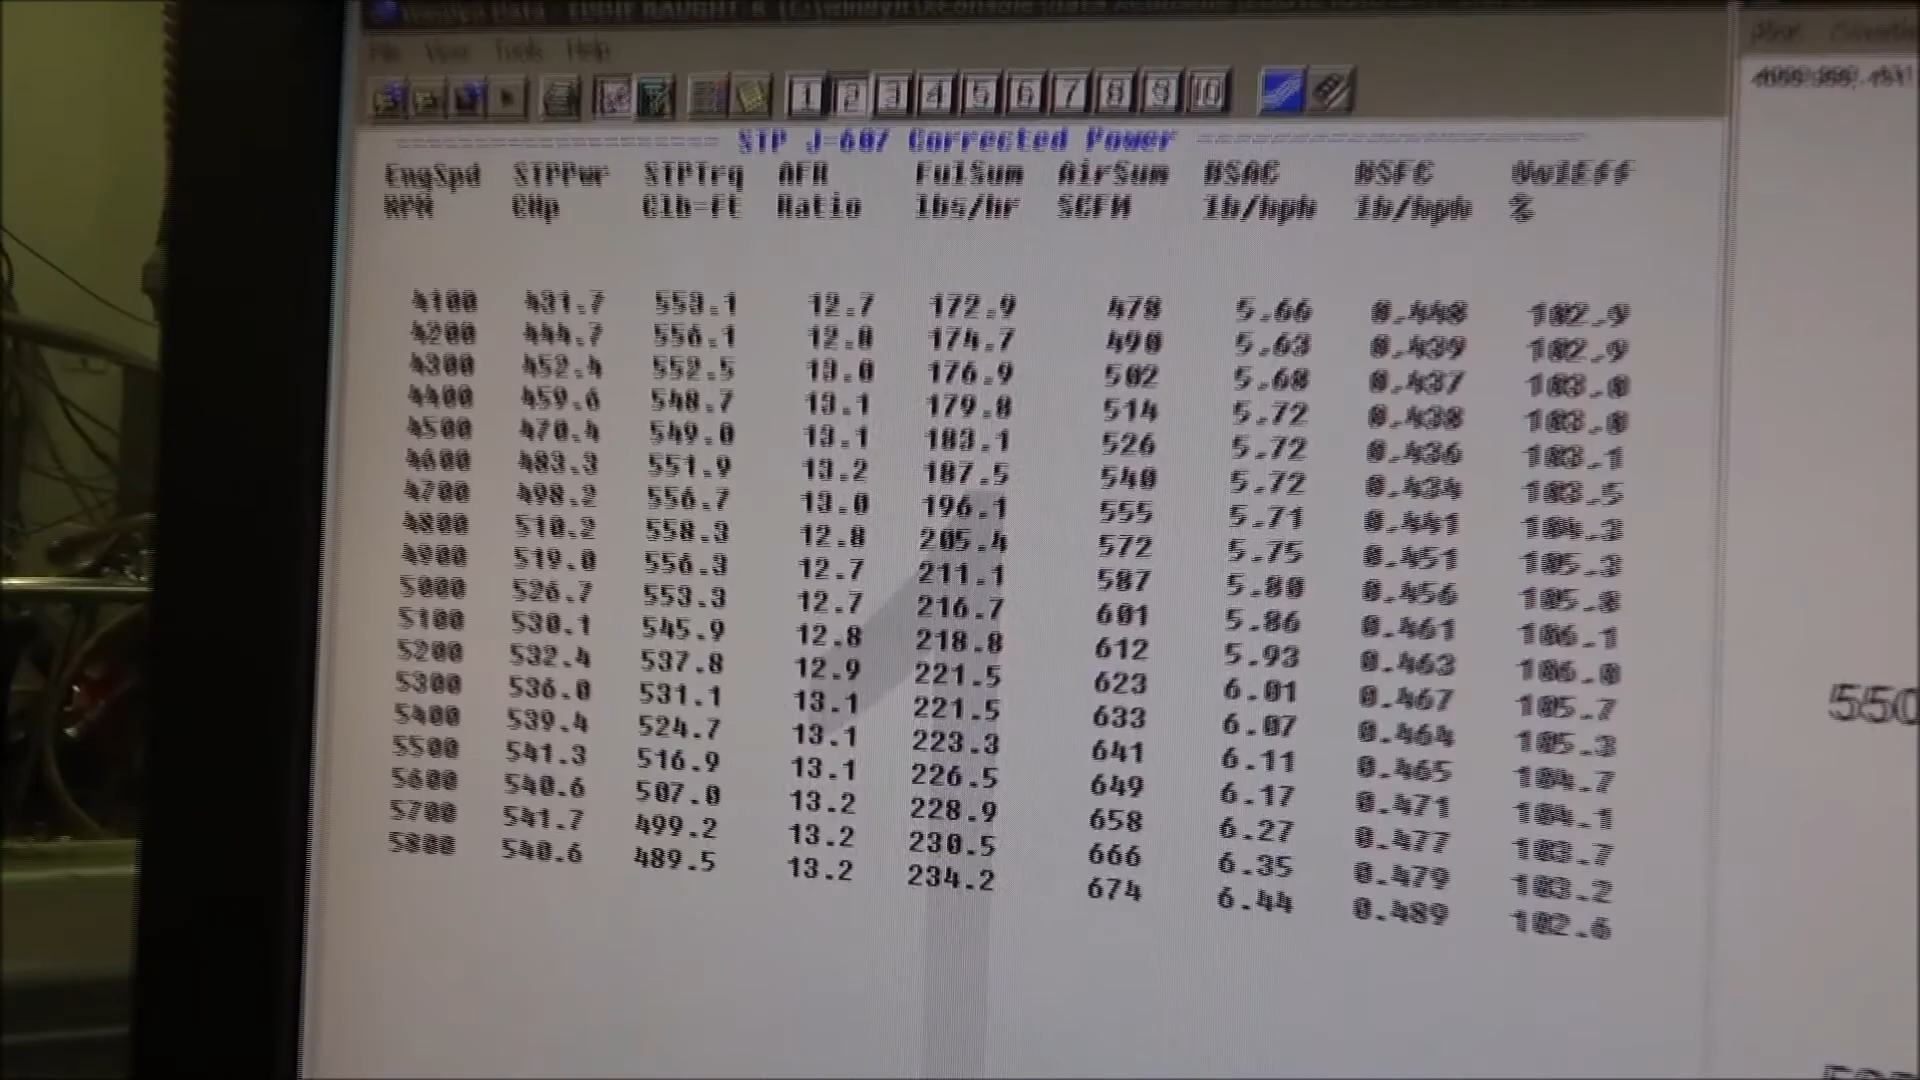 File View Tools Help
1 2 3 4 5 6 7 8 9 10
STP J-607 Corrected Power
EngSpd STPPwr STPTrq AFR FulSum AirSum BSAC BSFC VolEff
RPM CHp Clb-Ft Ratio lbs/hr SCFM lb/hph lb/hph %
4100 431.7 553.1 12.7 172.9 478 5.66 0.448 102.9
4200 444.7 556.1 12.8 174.7 490 5.63 0.439 102.9
4300 452.4 552.5 13.0 176.9 502 5.68 0.437 103.0
4400 459.6 548.7 13.1 179.8 514 5.72 0.438 103.0
4500 470.4 549.0 13.1 183.1 526 5.72 0.436 103.1
4600 483.3 551.9 13.2 187.5 540 5.72 0.434 103.5
4700 498.2 556.7 13.0 196.1 555 5.71 0.441 104.3
4800 510.2 558.3 12.8 205.4 572 5.75 0.451 105.3
4900 519.0 556.3 12.7 211.1 587 5.80 0.456 105.8
5000 526.7 553.3 12.7 216.7 601 5.86 0.461 106.1
5100 530.1 545.9 12.8 218.8 612 5.93 0.463 106.0
5200 532.4 537.8 12.9 221.5 623 6.01 0.467 105.7
5300 536.0 531.1 13.1 221.5 633 6.07 0.464 105.3
5400 539.4 524.7 13.1 223.3 641 6.11 0.465 104.7
5500 541.3 516.9 13.1 226.5 649 6.17 0.471 104.1
5600 540.6 507.0 13.2 228.9 658 6.27 0.477 103.7
5700 541.7 499.2 13.2 230.5 666 6.35 0.479 103.2
5800 540.6 489.5 13.2 234.2 674 6.44 0.489 102.6
550